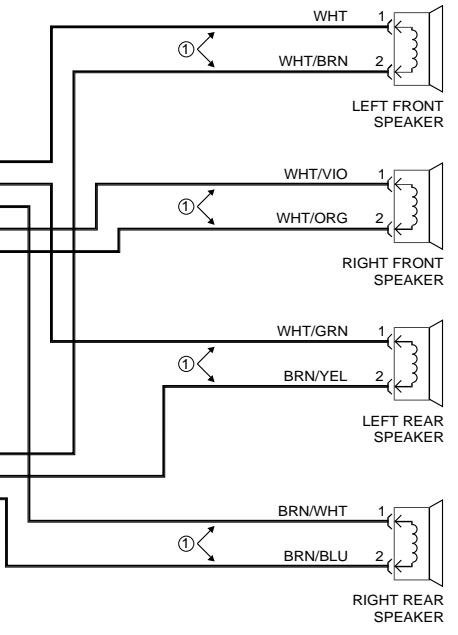 WHT 1
①
WHT/BRN 2
LEFT FRONT
SPEAKER
WHT/VIO 1
①
WHT/ORG 2
RIGHT FRONT
SPEAKER
WHT/GRN 1
①
BRN/YEL 2
LEFT REAR
SPEAKER
BRN/WHT 1
①
BRN/BLU 2
RIGHT REAR
SPEAKER